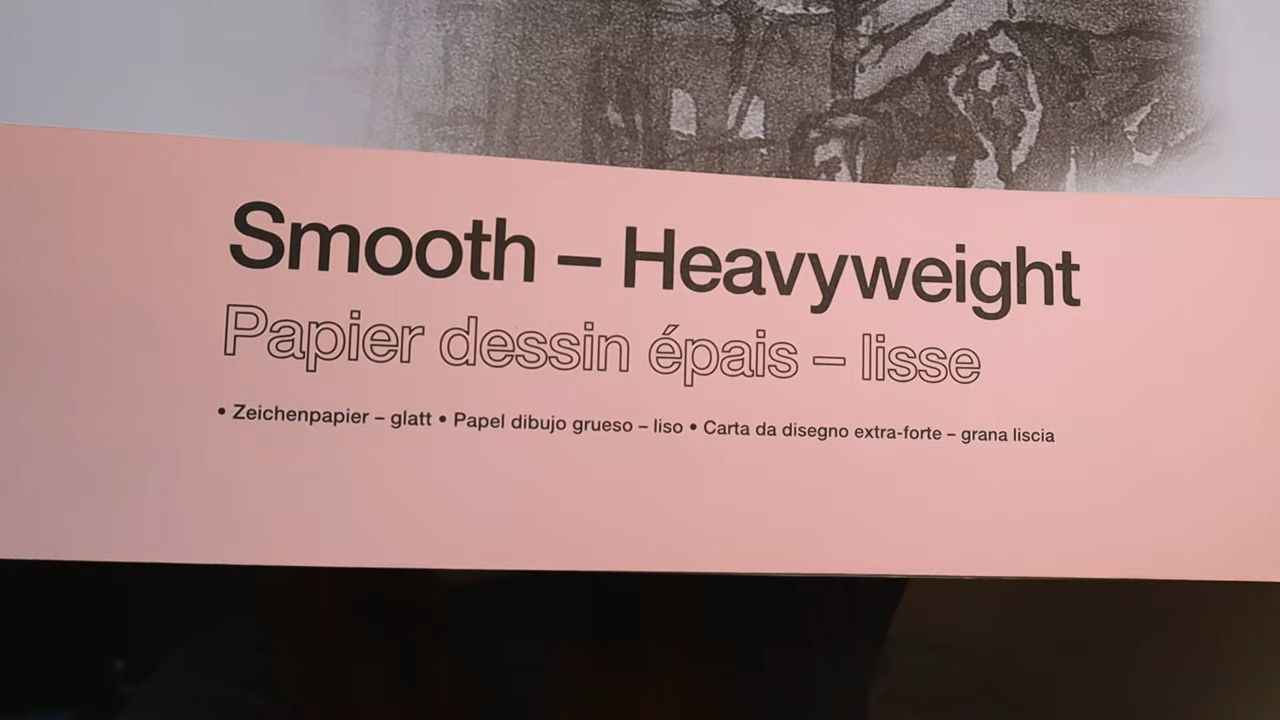 Smooth – Heavyweight
Papier dessin épais – lisse
• Zeichenpapier – glatt • Papel dibujo grueso – liso • Carta da disegno extra-forte – grana liscia